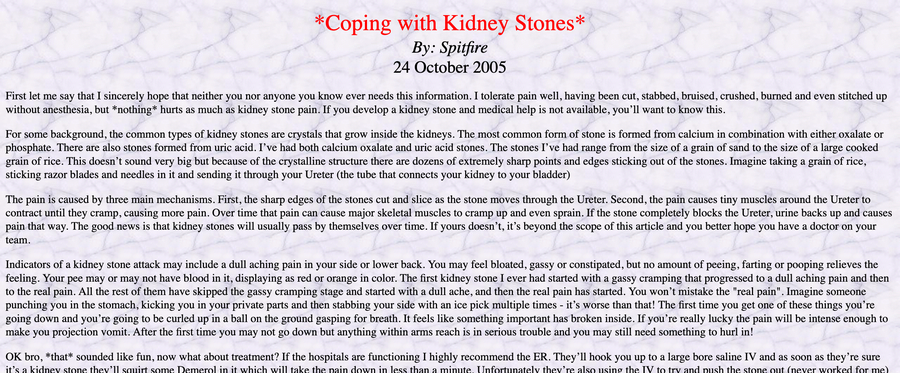 *Coping with Kidney Stones*
By: Spitfire
24 October 2005
First let me say that I sincerely hope that neither you nor anyone you know ever needs this information. I tolerate pain well, having been cut, stabbed, bruised, crushed, burned and even stitched up
without anesthesia, but *nothing* hurts as much as kidney stone pain. If you develop a kidney stone and medical help is not available, you'll want to know this.
For some background, the common types of kidney stones are crystals that grow inside the kidneys. The most common form of stone is formed from calcium in combination with either oxalate or
phosphate. There are also stones formed from uric acid. I've had both calcium oxalate and uric acid stones. The stones I've had range from the size of a grain of sand to the size of a large cooked
grain of rice. This doesn't sound very big but because of the crystalline structure there are dozens of extremely sharp points and edges sticking out of the stones. Imagine taking a grain of rice,
sticking razor blades and needles in it and sending it through your Ureter (the tube that connects your kidney to your bladder)
The pain is caused by three main mechanisms. First, the sharp edges of the stones cut and slice as the stone moves through the Ureter. Second, the pain causes tiny muscles around the Ureter to
contract until they cramp, causing more pain. Over time that pain can cause major skeletal muscles to cramp up and even sprain. If the stone completely blocks the Ureter, urine backs up and causes
pain that way. The good news is that kidney stones will usually pass by themselves over time. If yours doesn't, it's beyond the scope of this article and you better hope you have a doctor on your
team.
Indicators of a kidney stone attack may include a dull aching pain in your side or lower back. You may feel bloated, gassy or constipated, but no amount of peeing, farting or pooping relieves the
feeling. Your pee may or may not have blood in it, displaying as red or orange in color. The first kidney stone I ever had started with a gassy cramping that progressed to a dull aching pain and then
to the real pain. All the rest of them have skipped the gassy cramping stage and started with a dull ache, and then the real pain has started. You won't mistake the "real pain". Imagine someone
punching you in the stomach, kicking you in your private parts and then stabbing your side with an ice pick multiple times - it's worse than that! The first time you get one of these things you're
going down and you're going to be curled up in a ball on the ground gasping for breath. It feels like something important has broken inside. If you're really lucky the pain will be intense enough to
make you projection vomit. After the first time you may not go down but anything within arms reach is in serious trouble and you may still need something to hurl in!
OK bro, *that* sounded like fun, now what about treatment? If the hospitals are functioning I highly recommend the ER. They'll hook you up to a large bore saline IV and as soon as they're sure
it's a kidney stone they'll squirt some Demerol in it which will take the pain down in less than a minute. Unfortunately they're also using the IV to try and push the stone out (never worked for me)